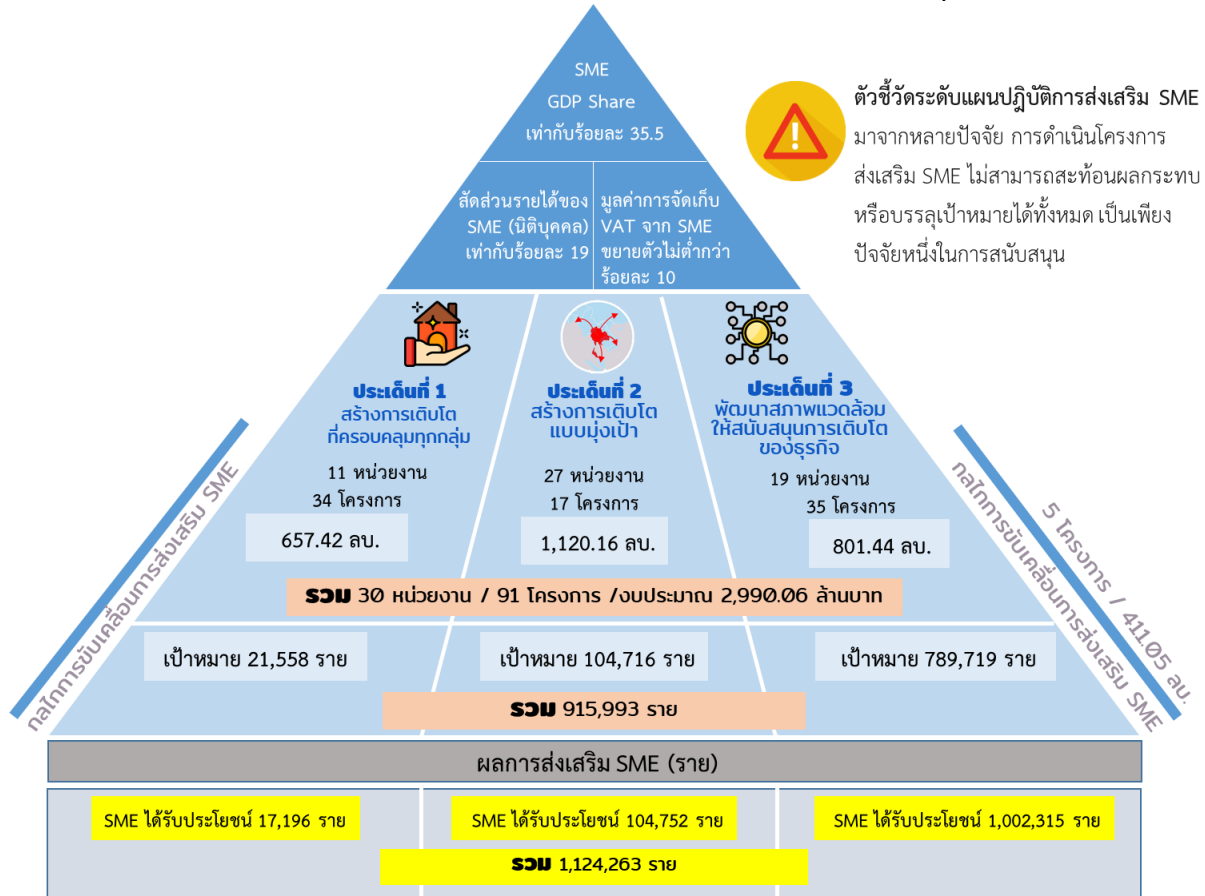 SME
GDP Share
เท่ากับร้อยละ 35.5
สัดส่วนรายได้ของ
SME (นิติบุคคล)
เท่ากับร้อยละ 19
มูลค่าการจัดเก็บ
VAT จาก SME
ขยายตัวไม่ต่ำกว่า
ร้อยละ 10
ตัวชี้วัดระดับแผนปฏิบัติการส่งเสริม SME
มาจากหลายปัจจัย การดำเนินโครงการ
ส่งเสริม SME ไม่สามารถสะท้อนผลกระทบ
หรือบรรลุเป้าหมายได้ทั้งหมด เป็นเพียง
ปัจจัยหนึ่งในการสนับสนุน
ประเด็นที่ 1
สร้างการเติบโต
ที่ครอบคลุมทุกกลุ่ม
11 หน่วยงาน
34 โครงการ
657.42 ลบ.
ประเด็นที่ 2
สร้างการเติบโต
แบบมุ่งเป้า
27 หน่วยงาน
17 โครงการ
1,120.16 ลบ.
ประเด็นที่ 3
พัฒนาสภาพแวดล้อม
ให้สนับสนุนการเติบโต
ของธุรกิจ
19 หน่วยงาน
35 โครงการ
801.44 ลบ.
กลไกการขับเคลื่อนการส่งเสริม SME
5 โครงการ / 411.05 ลบ.
กลไกการขับเคลื่อนการส่งเสริม SME
รวม 30 หน่วยงาน / 91 โครงการ /งบประมาณ 2,990.06 ล้านบาท
เป้าหมาย 21,558 ราย
เป้าหมาย 104,716 ราย
เป้าหมาย 789,719 ราย
รวม 915,993 ราย
ผลการส่งเสริม SME (ราย)
SME ได้รับประโยชน์ 17,196 ราย
SME ได้รับประโยชน์ 104,752 ราย
SME ได้รับประโยชน์ 1,002,315 ราย
รวม 1,124,263 ราย